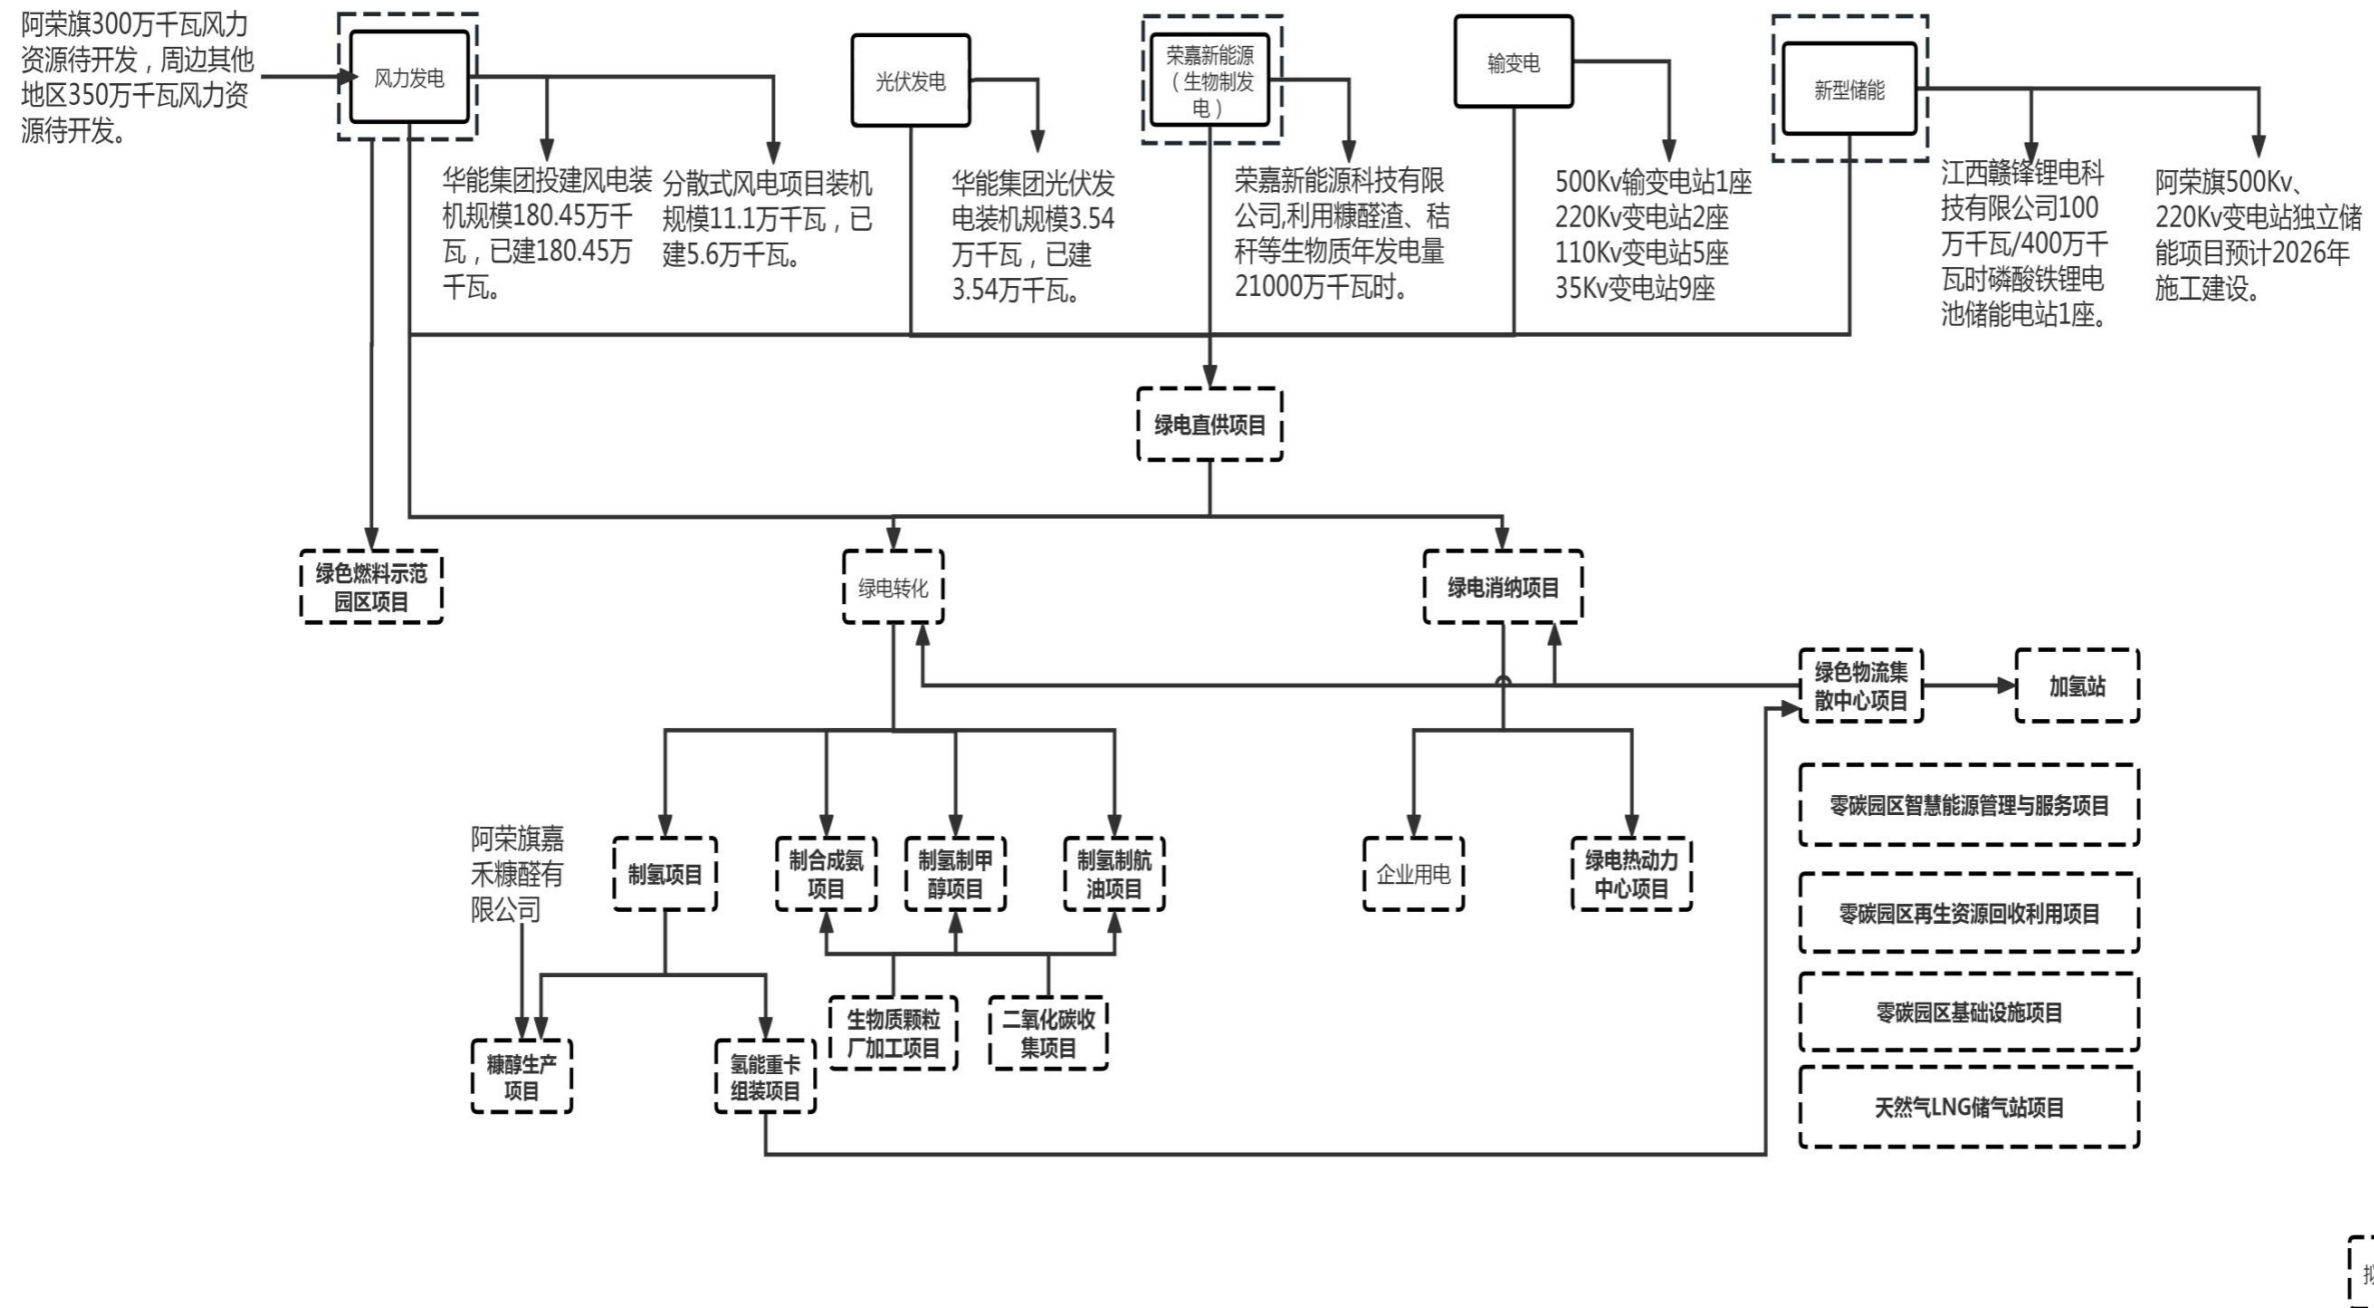 阿荣旗300万千瓦风力
资源待开发，周边其他
地区350万千瓦风力资
源待开发。
风力发电
光伏发电
荣嘉新能源
（生物制发
电）
输变电
新型储能
华能集团投建风电装
机规模180.45万千
瓦，已建180.45万
千瓦。
分散式风电项目装机
规模11.1万千瓦，已
建5.6万千瓦。
华能集团光伏发
电装机规模3.54
万千瓦，已建
3.54万千瓦。
荣嘉新能源科技有限
公司,利用糠醛渣、秸
秆等生物质年发电量
21000万千瓦时。
500Kv输变电站1座
220Kv变电站2座
110Kv变电站5座
35Kv变电站9座
江西赣锋锂电科
技有限公司100
万千瓦/400万千
瓦时磷酸铁锂电
池储能电站1座。
阿荣旗500Kv、
220Kv变电站独立储
能项目预计2026年
施工建设。
绿电直供项目
绿色燃料示范
园区项目
绿电转化
绿电消纳项目
绿色物流集
散中心项目
加氢站
零碳园区智慧能源管理与服务项目
零碳园区再生资源回收利用项目
零碳园区基础设施项目
天然气LNG储气站项目
阿荣旗嘉
禾糠醛有
限公司
制氢项目
制合成氨
项目
制氢制甲
醇项目
制氢制航
油项目
企业用电
绿电热动力
中心项目
糠醇生产
项目
氢能重卡
组装项目
生物质颗粒
厂加工项目
二氧化碳收
集项目